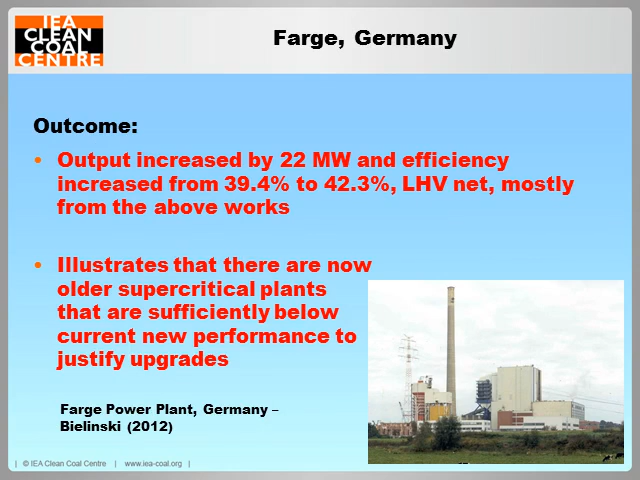 IEA
CLEAN
COAL
CENTRE
Farge, Germany
Outcome:
• Output increased by 22 MW and efficiency
increased from 39.4% to 42.3%, LHV net, mostly
from the above works
• Illustrates that there are now
older supercritical plants
that are sufficiently below
current new performance to
justify upgrades
Farge Power Plant, Germany –
Bielinski (2012)
| © IEA Clean Coal Centre | www.iea-coal.org |